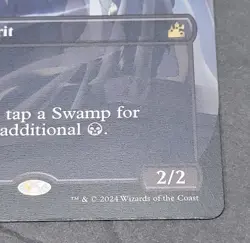 rit
tap a Swamp for
additional
2/2
™ & © 2024 Wizards of the Coast